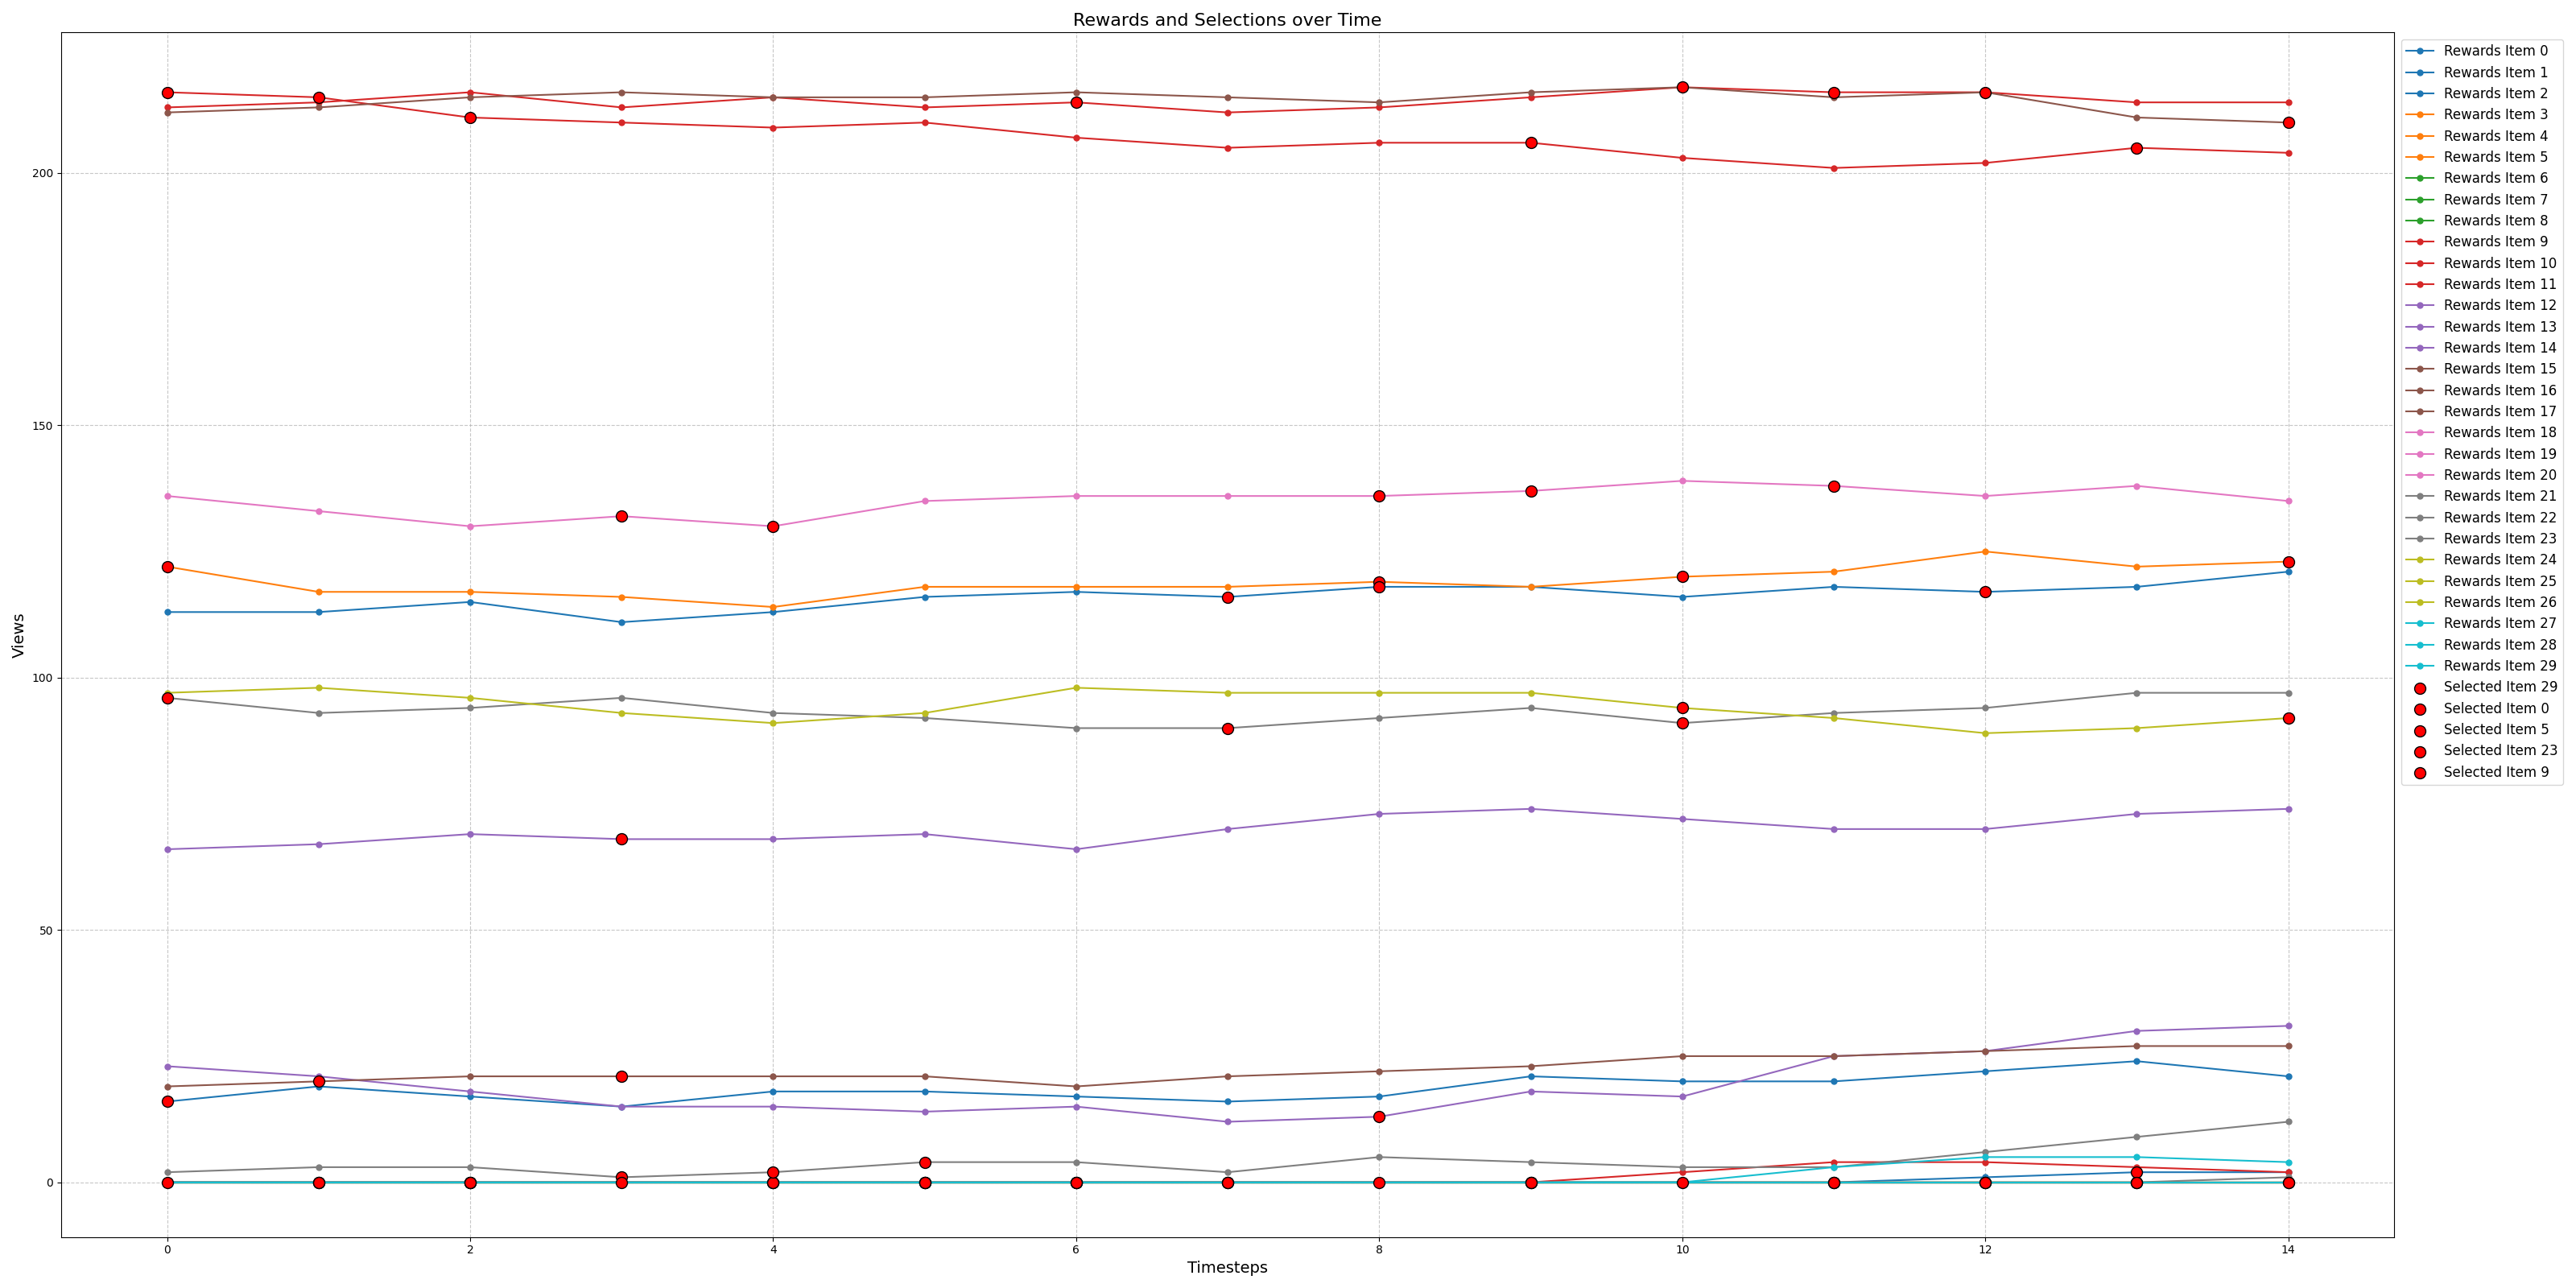 Rewards and Selections over Time
Views
200
150
100
50
0
0 2 4 6 8 10 12 14
Timesteps
Rewards Item 0
Rewards Item 1
Rewards Item 2
Rewards Item 3
Rewards Item 4
Rewards Item 5
Rewards Item 6
Rewards Item 7
Rewards Item 8
Rewards Item 9
Rewards Item 10
Rewards Item 11
Rewards Item 12
Rewards Item 13
Rewards Item 14
Rewards Item 15
Rewards Item 16
Rewards Item 17
Rewards Item 18
Rewards Item 19
Rewards Item 20
Rewards Item 21
Rewards Item 22
Rewards Item 23
Rewards Item 24
Rewards Item 25
Rewards Item 26
Rewards Item 27
Rewards Item 28
Rewards Item 29
Selected Item 29
Selected Item 0
Selected Item 5
Selected Item 23
Selected Item 9